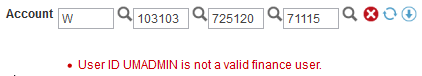 Account W 103103 725120 71115
• User ID UMADMIN is not a valid finance user.